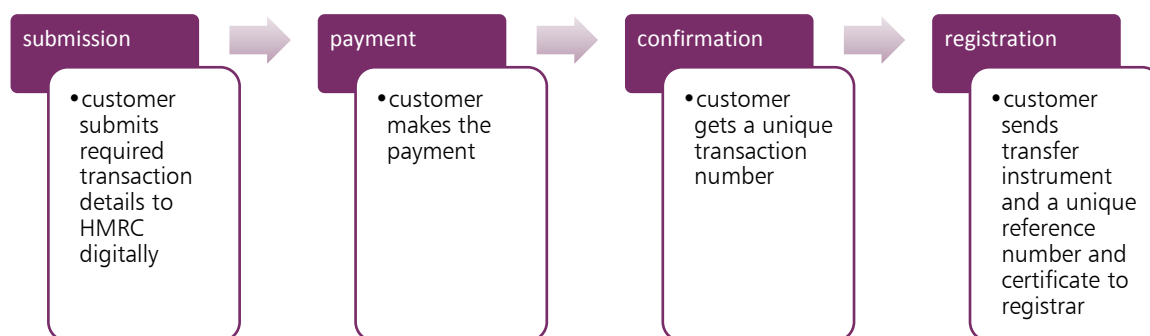 submission
•customer
submits
required
transaction
details to
HMRC
digitally
payment
•customer
makes the
payment
confirmation
•customer
gets a unique
transaction
number
registration
•customer
sends
transfer
instrument
and a unique
reference
number and
certificate to
registrar